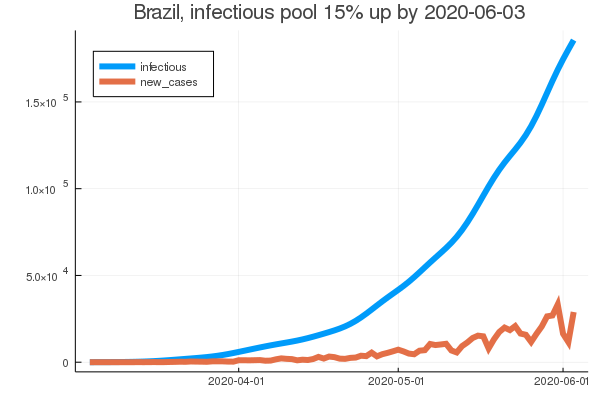 Brazil, infectious pool 15% up by 2020-06-03
infectious
new_cases
1.5×10 5
1.0×10 5
5.0×10 4
0
2020-04-01 2020-05-01 2020-06-01